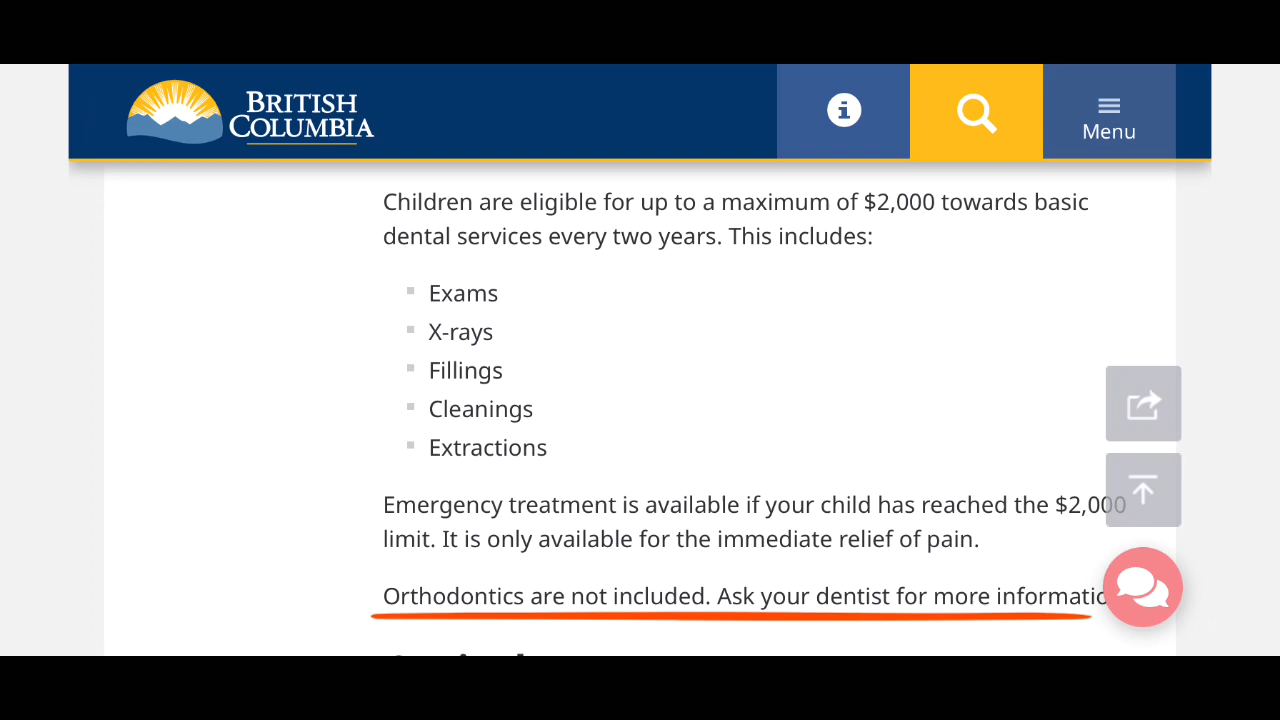 BRITISH
COLUMBIA
Menu
Children are eligible for up to a maximum of $2,000 towards basic
dental services every two years. This includes:
Exams
X-rays
Fillings
Cleanings
Extractions
Emergency treatment is available if your child has reached the $2,000
limit. It is only available for the immediate relief of pain.
Orthodontics are not included. Ask your dentist for more